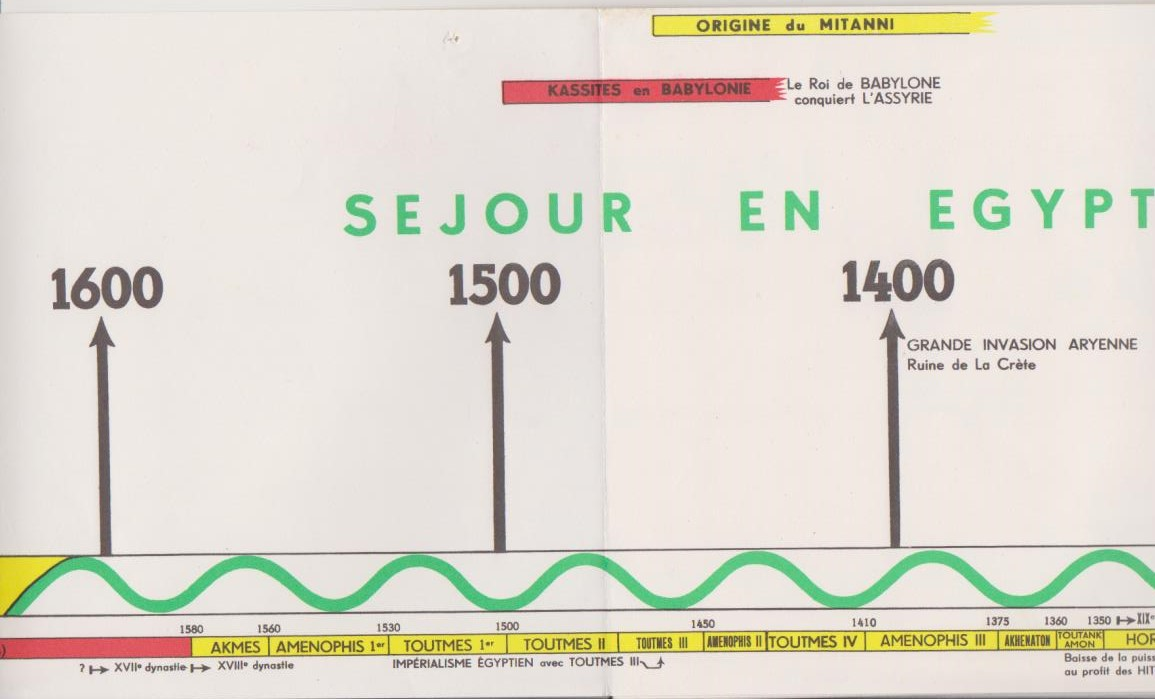 ORIGINE du MITANNI
KASSITES en BABYLONIE
Le Roi de BABYLONE
conquiert L'ASSYRIE
SEJOUR EN EGYPT
1600
1500
1400
GRANDE INVASION ARYENNE
Ruine de La Crète
1580 1560 1530 1500 1450 1410 1375 1360 1350 XIXᵉ
) AKMES AMENOPHIS 1ᵉʳ TOUTMES 1ᵉʳ TOUTMES II TOUTMES III AMENOPHIS II TOUTMES IV AMENOPHIS III AKHENATON TOUTANK AMON HOR
? XVIIᵉ dynastie XVIIIᵉ dynastie IMPÉRIALISME ÉGYPTIEN avec TOUTMES III
Baisse de la puiss
au profit des HIT